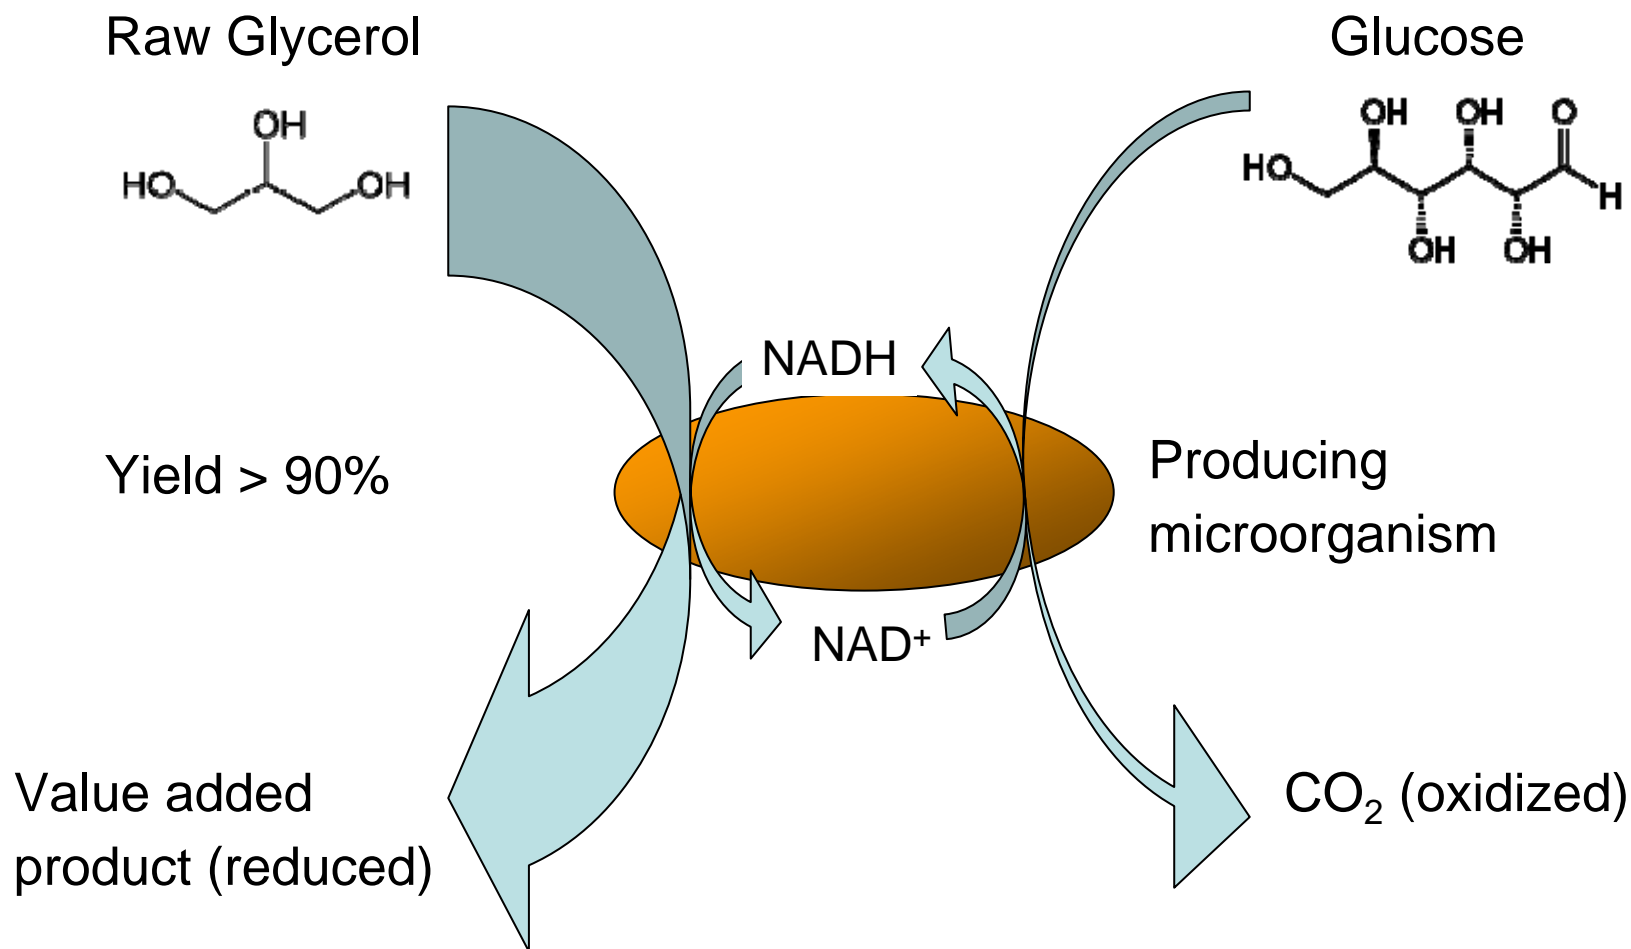 Raw Glycerol
Glucose
OH
HO
OH
OH
OH
O
HO
H
OH
OH
NADH
Yield > 90%
Producing
microorganism
NAD⁺
Value added
product (reduced)
CO₂ (oxidized)